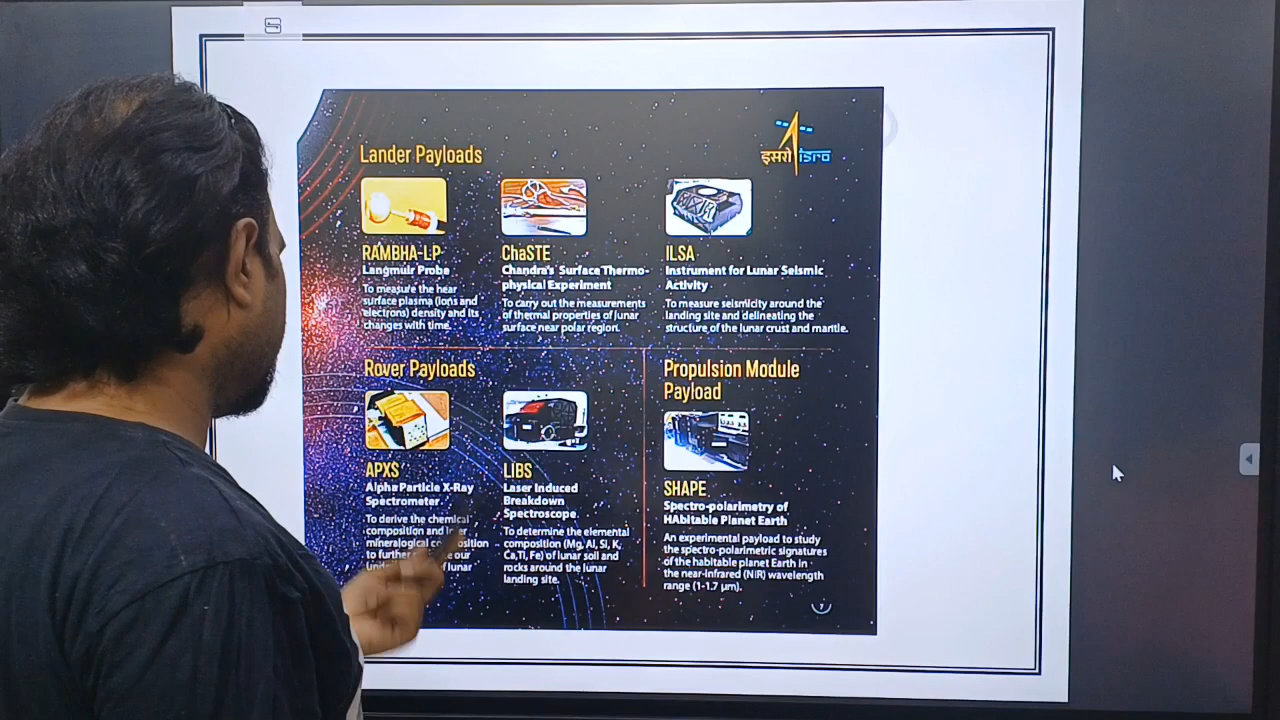 इसरो isro
Lander Payloads
RAMBHA-LP
Langmuir Probe
To measure the near
surface plasma (ions and
electrons) density and its
changes with time.
ChaSTE
Chandra's Surface Thermo-
physical Experiment
To carry out the measurements
of thermal properties of lunar
surface near polar region.
ILSA
Instrument for Lunar Seismic
Activity
To measure seismicity around the
landing site and delineating the
structure of the lunar crust and mantle.
Rover Payloads
APXS
Alpha Particle X-Ray
Spectrometer
To derive the chemical
composition and
mineralogical
to further our
of lunar
LIBS
Laser Induced
Breakdown
Spectroscope
To determine the elemental
composition (Mg, Al, Si, K,
Ca,Ti, Fe) of lunar soil and
rocks around the lunar
landing site.
Propulsion Module
Payload
SHAPE
Spectro-polarimetry of
HAbitable Planet Earth
An experimental payload to study
the spectro-polarimetric signatures
of the habitable planet Earth in
the near-infrared (NIR) wavelength
range (1-1.7 μm).
7